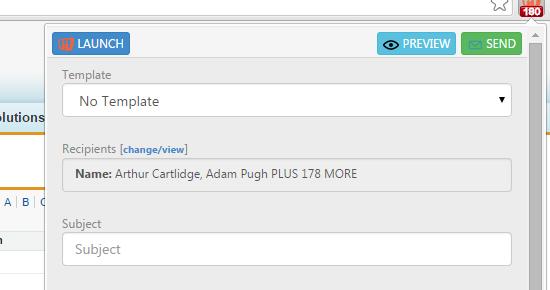 180
LAUNCH
PREVIEW
SEND
Template
No Template
olutions
Recipients [change/view]
Name: Arthur Cartlidge, Adam Pugh PLUS 178 MORE
A | B | C
Subject
n
Subject